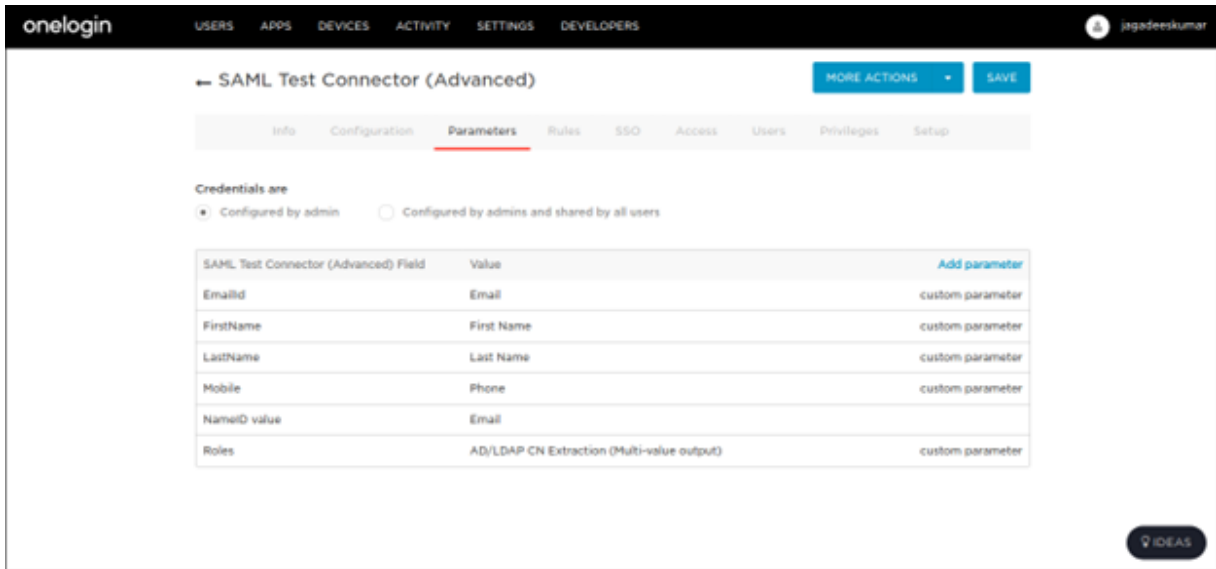 onelogin USERS APPS DEVICES ACTIVITY SETTINGS DEVELOPERS jagadeeskumar
← SAML Test Connector (Advanced) MORE ACTIONS SAVE
Info Configuration Parameters Rules SSO Access Users Privileges Setup
Credentials are
Configured by admin Configured by admins and shared by all users
SAML Test Connector (Advanced) Field Value Add parameter
EmailId Email custom parameter
FirstName First Name custom parameter
LastName Last Name custom parameter
Mobile Phone custom parameter
NameID value Email
Roles AD/LDAP CN Extraction (Multi-value output) custom parameter
IDEAS